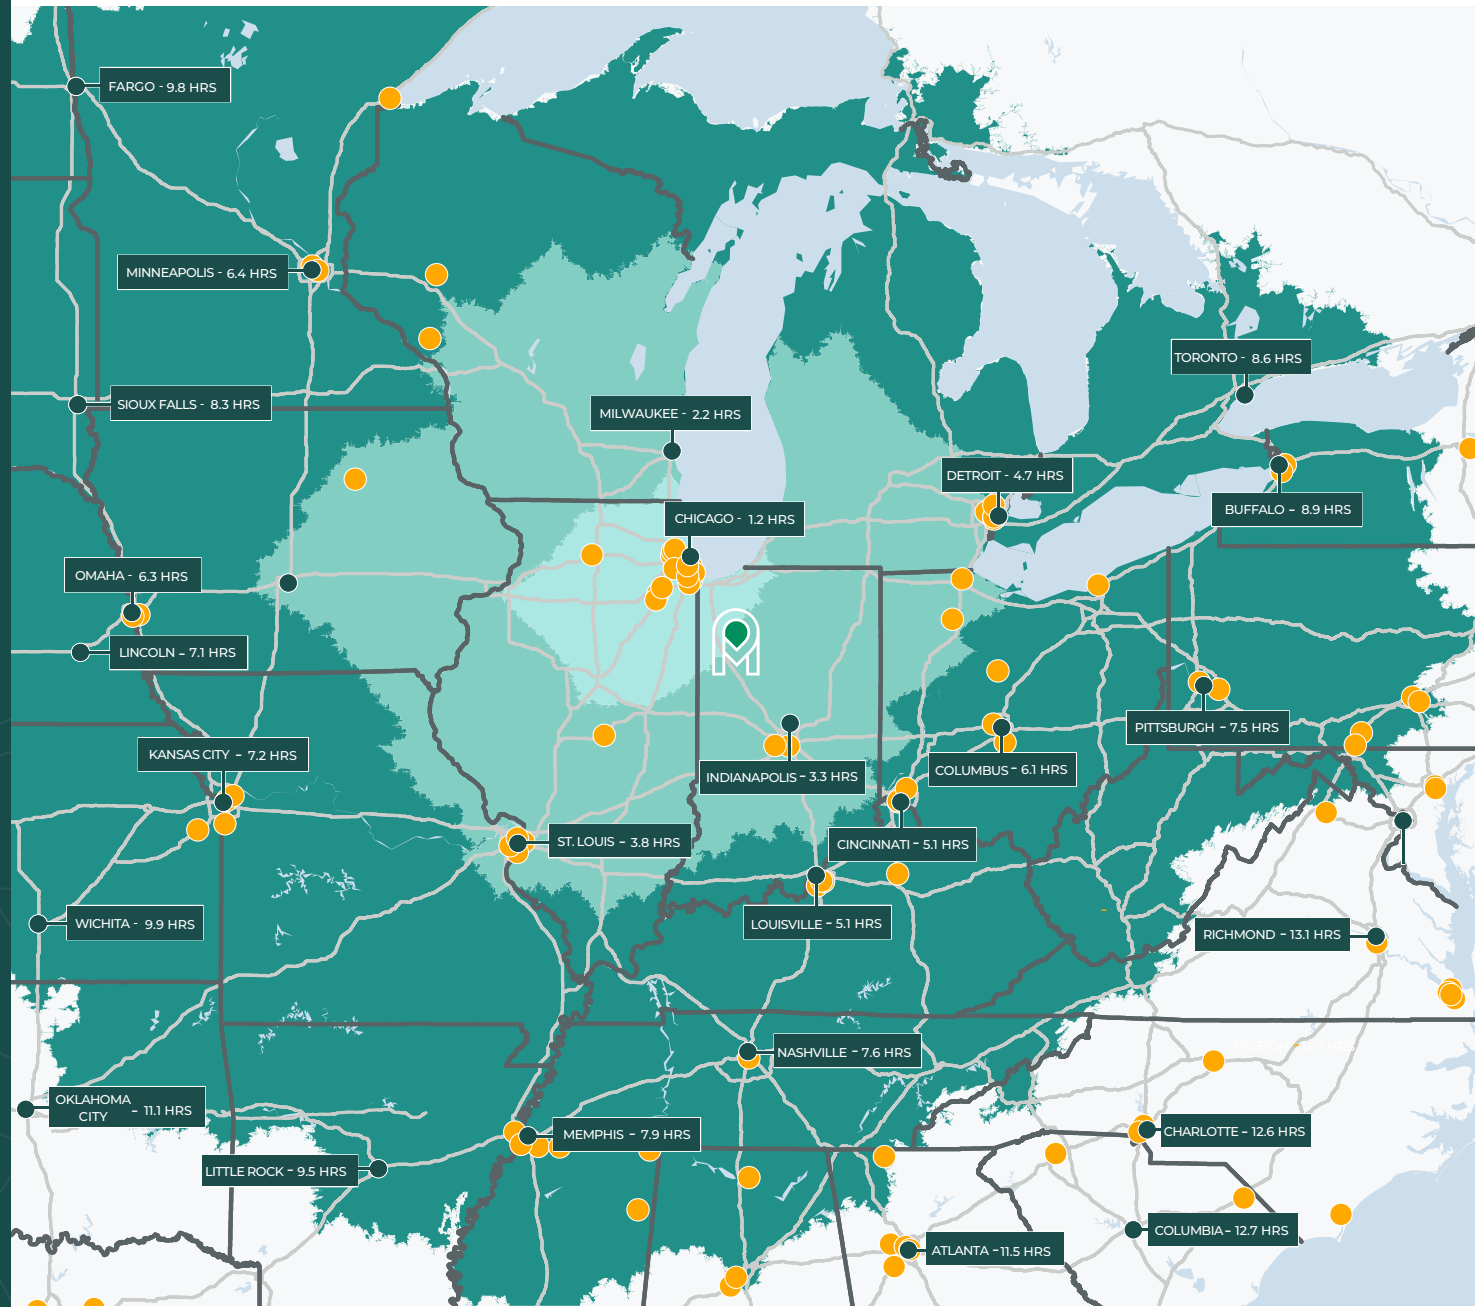 FARGO - 9.8 HRS
MINNEAPOLIS - 6.4 HRS
TORONTO - 8.6 HRS
SIOUX FALLS - 8.3 HRS
MILWAUKEE - 2.2 HRS
DETROIT - 4.7 HRS
BUFFALO - 8.9 HRS
CHICAGO - 1.2 HRS
OMAHA - 6.3 HRS
LINCOLN - 7.1 HRS
PITTSBURGH - 7.5 HRS
KANSAS CITY - 7.2 HRS
COLUMBUS - 6.1 HRS
INDIANAPOLIS - 3.3 HRS
ST. LOUIS - 3.8 HRS
CINCINNATI - 5.1 HRS
WICHITA - 9.9 HRS
LOUISVILLE - 5.1 HRS
RICHMOND - 13.1 HRS
NASHVILLE - 7.6 HRS
OKLAHOMA
CITY - 11.1 HRS
MEMPHIS - 7.9 HRS
CHARLOTTE - 12.6 HRS
LITTLE ROCK - 9.5 HRS
COLUMBIA - 12.7 HRS
ATLANTA - 11.5 HRS